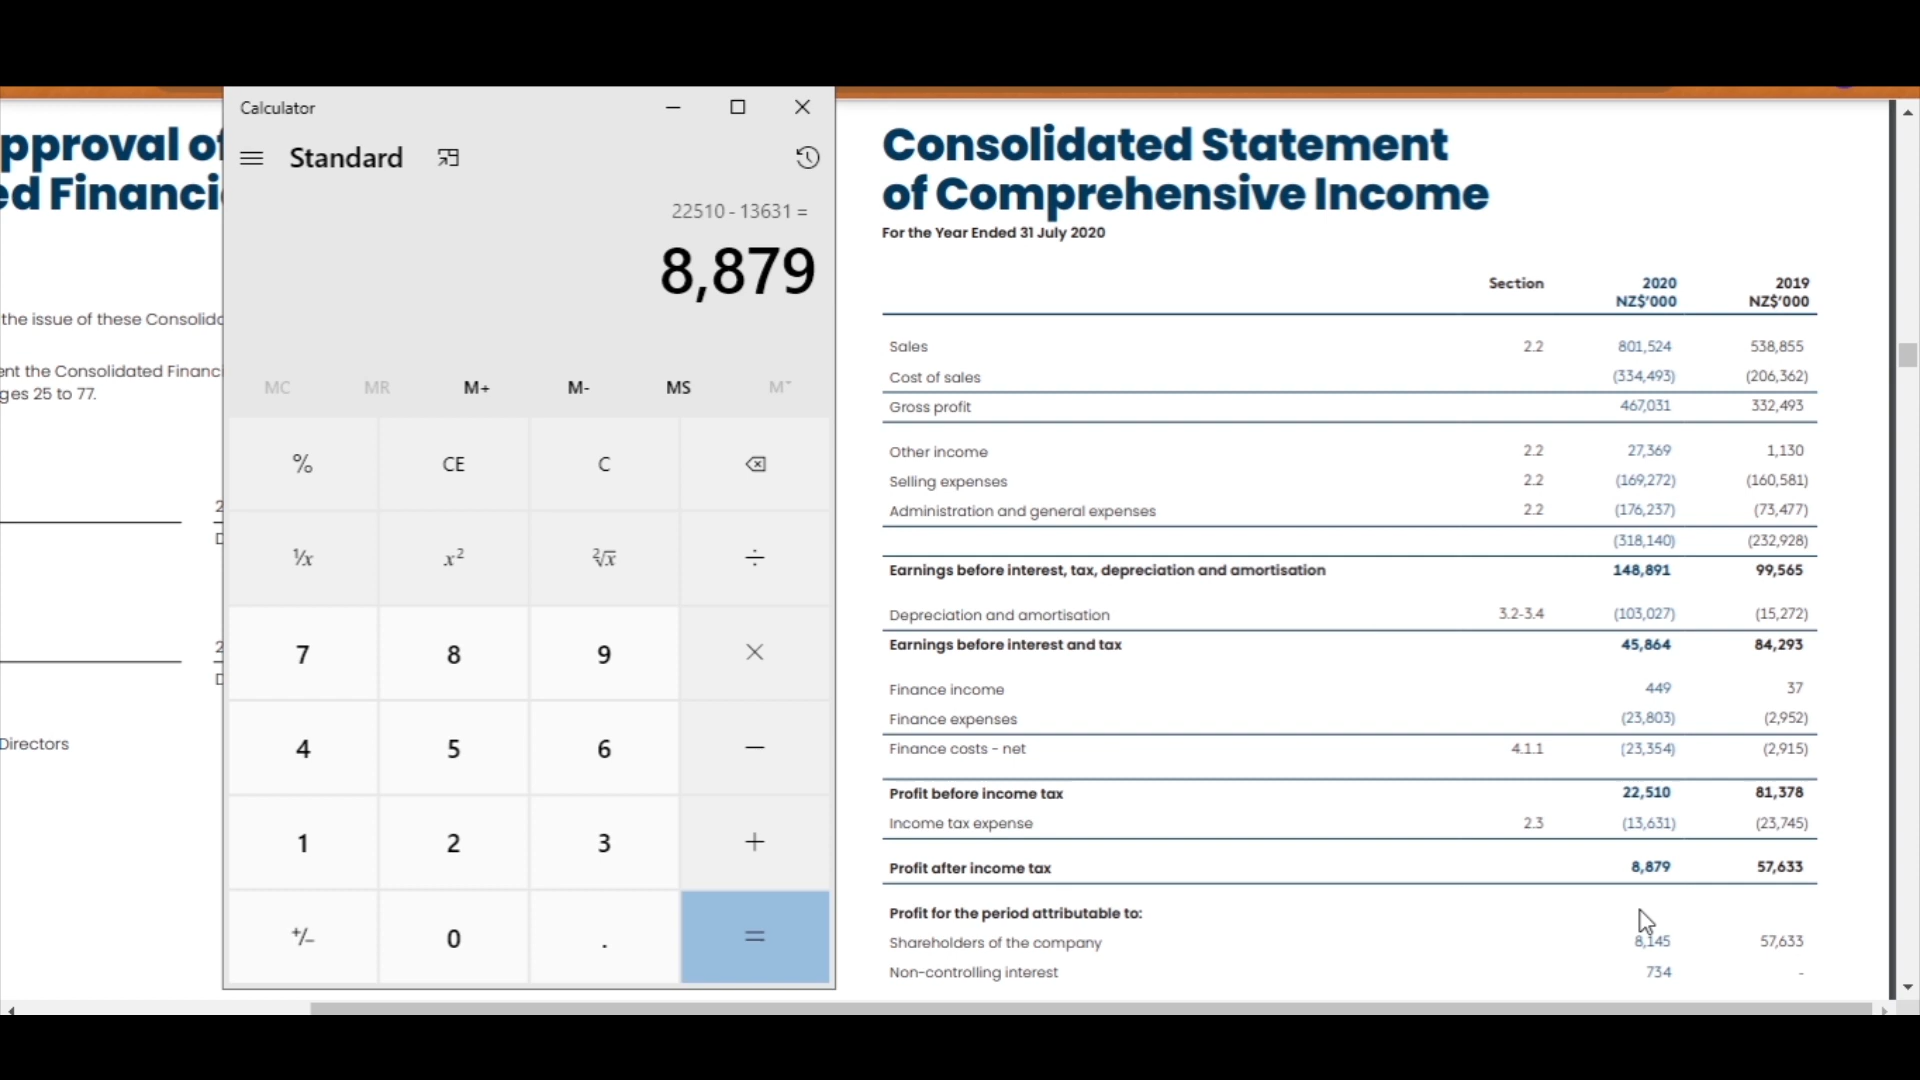 pproval of
ed Financi
the issue of these Consolida
ent the Consolidated Financ
ges 25 to 77.
2
2
Directors
Calculator
Standard
22510 - 13631 =
8,879
MC MR M+ M- MS M˅
% CE C
⅟x x² ²√x ÷
7 8 9 ×
4 5 6 −
1 2 3 +
+/− 0 . =
Consolidated Statement
of Comprehensive Income
For the Year Ended 31 July 2020
Section 2020 2019
NZ$'000 NZ$'000
Sales 2.2 801,524 538,855
Cost of sales (334,493) (206,362)
Gross profit 467,031 332,493
Other income 2.2 27,369 1,130
Selling expenses 2.2 (169,272) (160,581)
Administration and general expenses 2.2 (176,237) (73,477)
(318,140) (232,928)
Earnings before interest, tax, depreciation and amortisation 148,891 99,565
Depreciation and amortisation 3.2-3.4 (103,027) (15,272)
Earnings before interest and tax 45,864 84,293
Finance income 449 37
Finance expenses (23,803) (2,952)
Finance costs - net 4.1.1 (23,354) (2,915)
Profit before income tax 22,510 81,378
Income tax expense 2.3 (13,631) (23,745)
Profit after income tax 8,879 57,633
Profit for the period attributable to:
Shareholders of the company 8,145 57,633
Non-controlling interest 734 -